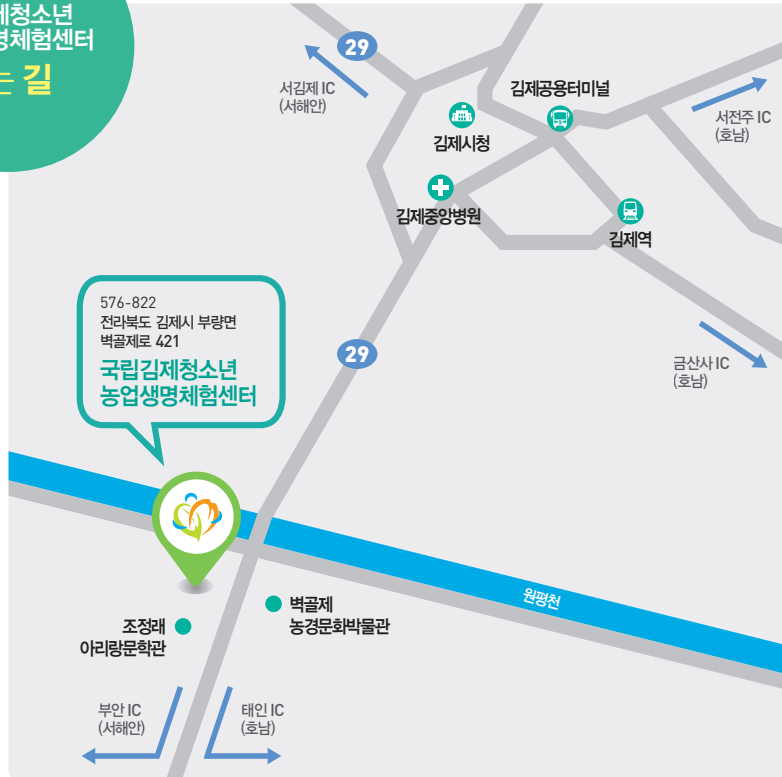 청소년
체험센터
길
29
서김제 IC
(서해안)
김제공용터미널
서전주 IC
(호남)
김제시청
김제중앙병원
김제역
576-822
전라북도 김제시 부량면
벽골제로 421
국립김제청소년
농업생명체험센터
29
금산사 IC
(호남)
원평천
벽골제
농경문화박물관
조정래
아리랑문학관
부안 IC
(서해안)
태인 IC
(호남)